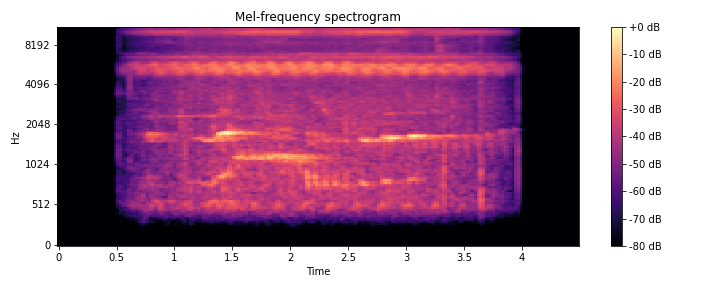 Mel-frequency spectrogram
8192
4096
2048
1024
512
0
Hz
0
0.5
1
1.5
2
2.5
3
3.5
4
Time
+0 dB
-10 dB
-20 dB
-30 dB
-40 dB
-50 dB
-60 dB
-70 dB
-80 dB